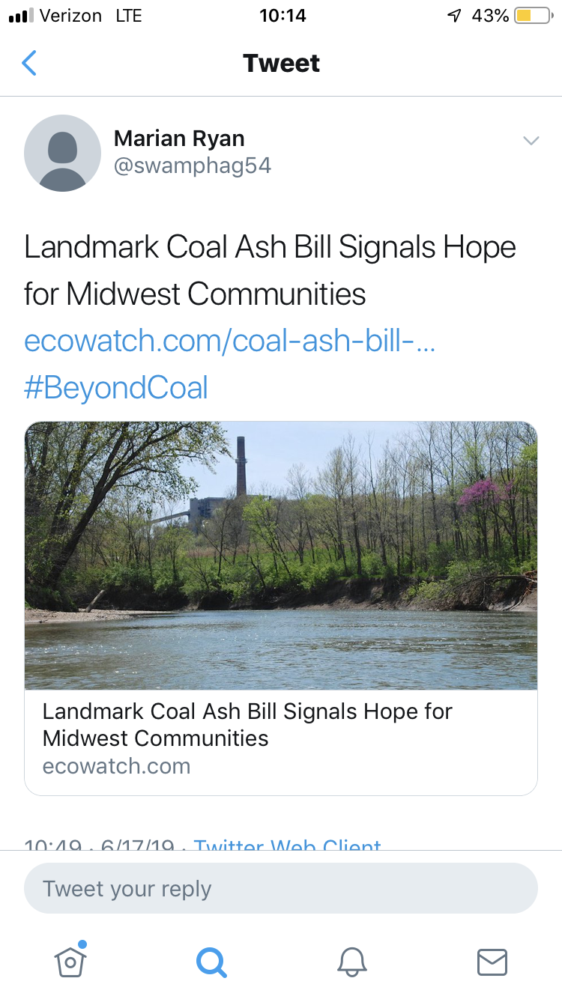 Verizon LTE 10:14 43%
Tweet
Marian Ryan
@swamphag54
Landmark Coal Ash Bill Signals Hope
for Midwest Communities
ecowatch.com/coal-ash-bill-...
#BeyondCoal
Landmark Coal Ash Bill Signals Hope for
Midwest Communities
ecowatch.com
10:49 · 6/17/19 · Twitter Web Client
Tweet your reply